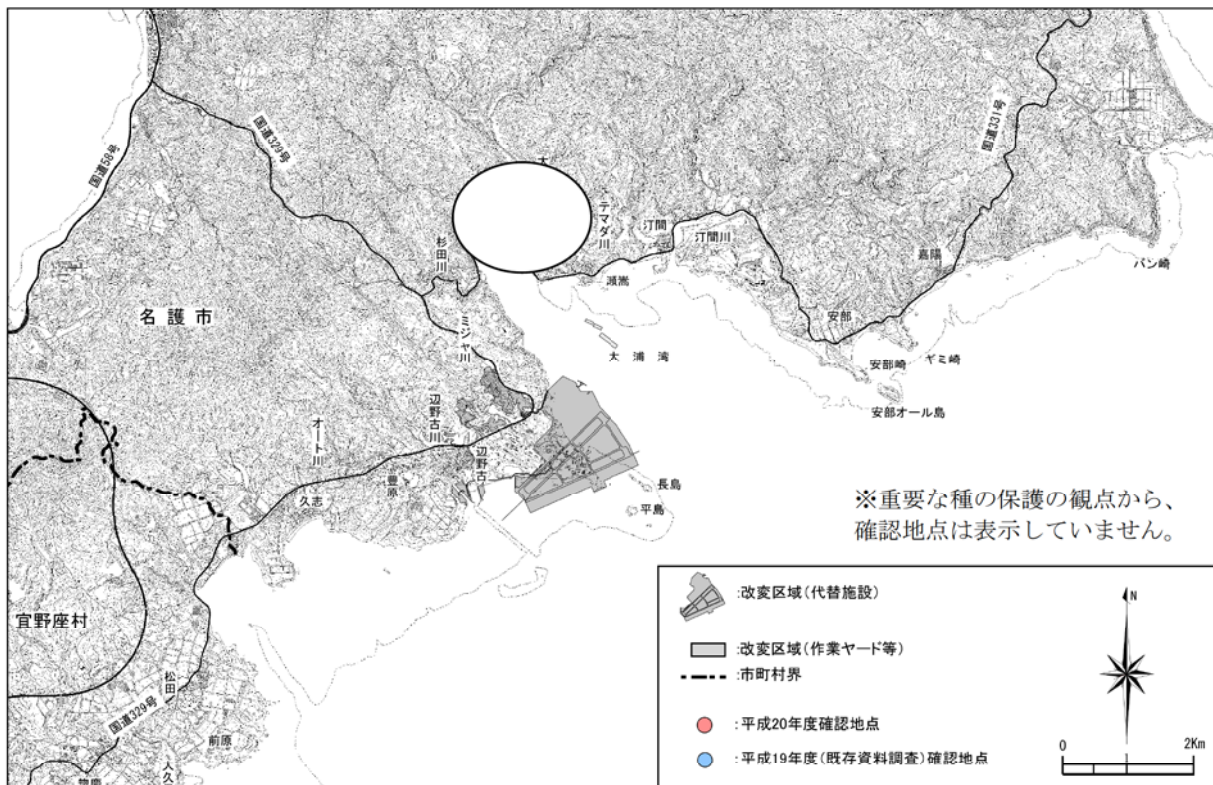 国道58号
国道329号
国道331号
大
杉田川
テマダ川
汀間
汀間川
瀬嵩
嘉陽
バン崎
安部
安部崎
ギミ崎
安部オール島
大浦湾
名護市
ミジャ川
辺野古川
辺野古
オート川
久志
豊原
長島
平島
宜野座村
松田
国道329号
前原
※重要な種の保護の観点から、
確認地点は表示していません。
:改変区域(代替施設)
:改変区域(作業ヤード等)
:市町村界
:平成20年度確認地点
:平成19年度(既存資料調査)確認地点
N
0 2Km